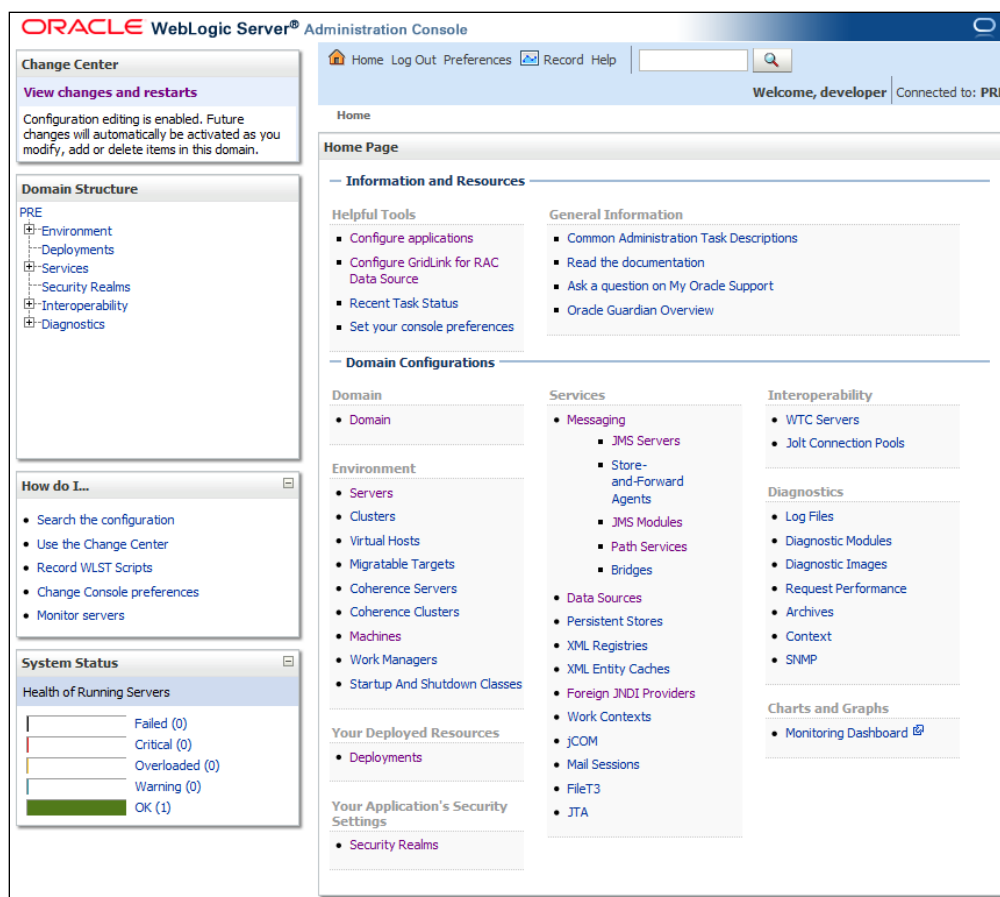 ORACLE WebLogic Server® Administration Console
Change Center
View changes and restarts
Configuration editing is enabled. Future
changes will automatically be activated as you
modify, add or delete items in this domain.
Domain Structure
PRE
Environment
Deployments
Services
Security Realms
Interoperability
Diagnostics
How do I...
Search the configuration
Use the Change Center
Record WLST Scripts
Change Console preferences
Monitor servers
System Status
Health of Running Servers
Failed (0)
Critical (0)
Overloaded (0)
Warning (0)
OK (1)
Home Log Out Preferences Record Help
Welcome, developer Connected to: PRE
Home
Home Page
Information and Resources
Helpful Tools
Configure applications
Configure GridLink for RAC
Data Source
Recent Task Status
Set your console preferences
General Information
Common Administration Task Descriptions
Read the documentation
Ask a question on My Oracle Support
Oracle Guardian Overview
Domain Configurations
Domain
Domain
Environment
Servers
Clusters
Virtual Hosts
Migratable Targets
Coherence Servers
Coherence Clusters
Machines
Work Managers
Startup And Shutdown Classes
Your Deployed Resources
Deployments
Your Application's Security
Settings
Security Realms
Services
Messaging
JMS Servers
Store-
and-Forward
Agents
JMS Modules
Path Services
Bridges
Data Sources
Persistent Stores
XML Registries
XML Entity Caches
Foreign JNDI Providers
Work Contexts
jCOM
Mail Sessions
FileT3
JTA
Interoperability
WTC Servers
Jolt Connection Pools
Diagnostics
Log Files
Diagnostic Modules
Diagnostic Images
Request Performance
Archives
Context
SNMP
Charts and Graphs
Monitoring Dashboard